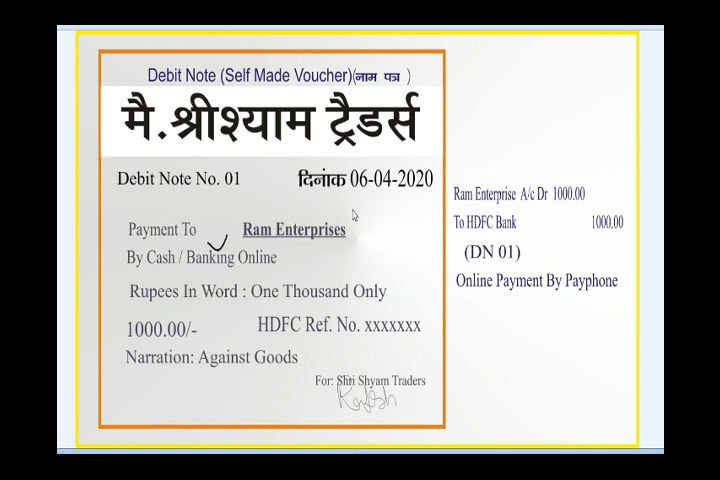 Debit Note (Self Made Voucher)(नाम पत्र )
मै.श्रीश्याम ट्रैडर्स
Debit Note No. 01 दिनांक 06-04-2020
Payment To Ram Enterprises
By Cash / Banking Online
Rupees In Word : One Thousand Only
1000.00/- HDFC Ref. No. xxxxxxx
Narration: Against Goods
For: Shri Shyam Traders
Ram Enterprise A/c Dr 1000.00
To HDFC Bank 1000.00
(DN 01)
Online Payment By Payphone